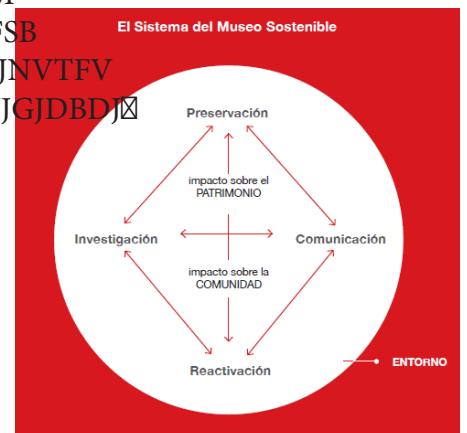 FSB
JNVTFV
JGJDBDJ
El Sistema del Museo Sostenible
Preservación
impacto sobre el
PATRIMONIO
Investigación
Comunicación
impacto sobre la
COMUNIDAD
Reactivación
ENTORNO